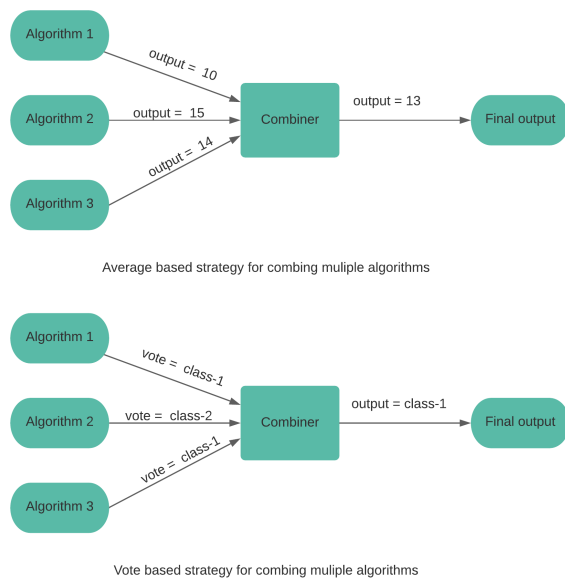 Algorithm 1
output =  10
Algorithm 2
output =  15
Combiner
output = 13
Final output
output =  14
Algorithm 3
Average based strategy for combing muliple algorithms
Algorithm 1
vote =  class-1
Algorithm 2
vote =  class-2
Combiner
output = class-1
Final output
vote =  class-1
Algorithm 3
Vote based strategy for combing muliple algorithms